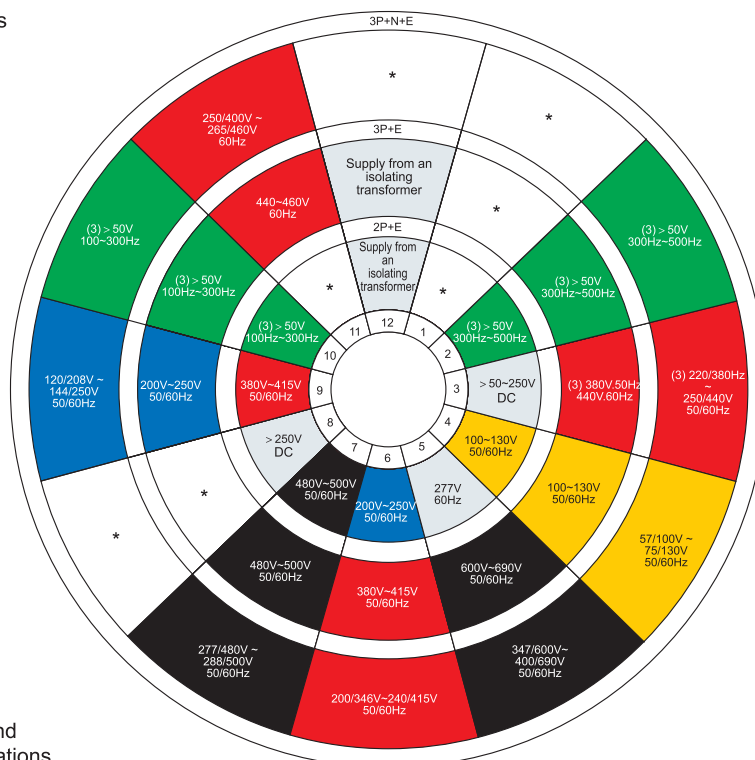 s
3P+N+E
*
*
250/400V ~
265/460V
60Hz
(3)＞50V
300Hz~500Hz
(3) 220/380Hz
~
250/440V
50/60Hz
57/100V ~
75/130V
50/60Hz
347/600V~
400/690V
50/60Hz
200/346V~240/415V
50/60Hz
277/480V ~
288/500V
50/60Hz
*
120/208V ~
144/250V
50/60Hz
(3)＞50V
100~300Hz
3P+E
Supply from an
isolating
transformer
*
(3)＞50V
300Hz~500Hz
(3) 380V.50Hz
440V.60Hz
100~130V
50/60Hz
600V~690V
50/60Hz
380V~415V
50/60Hz
480V~500V
50/60Hz
*
200V~250V
50/60Hz
(3)＞50V
100Hz~300Hz
440~460V
60Hz
2P+E
Supply from
an
isolating
transformer
*
(3)＞50V
300Hz~500Hz
＞50~250V
DC
100~130V
50/60Hz
277V
60Hz
200V~250V
50/60Hz
480V~500V
50/60Hz
＞250V
DC
380V~415V
50/60Hz
(3)＞50V
100Hz~300Hz
*
12
1
2
3
4
5
6
7
8
9
10
11
nd
ations